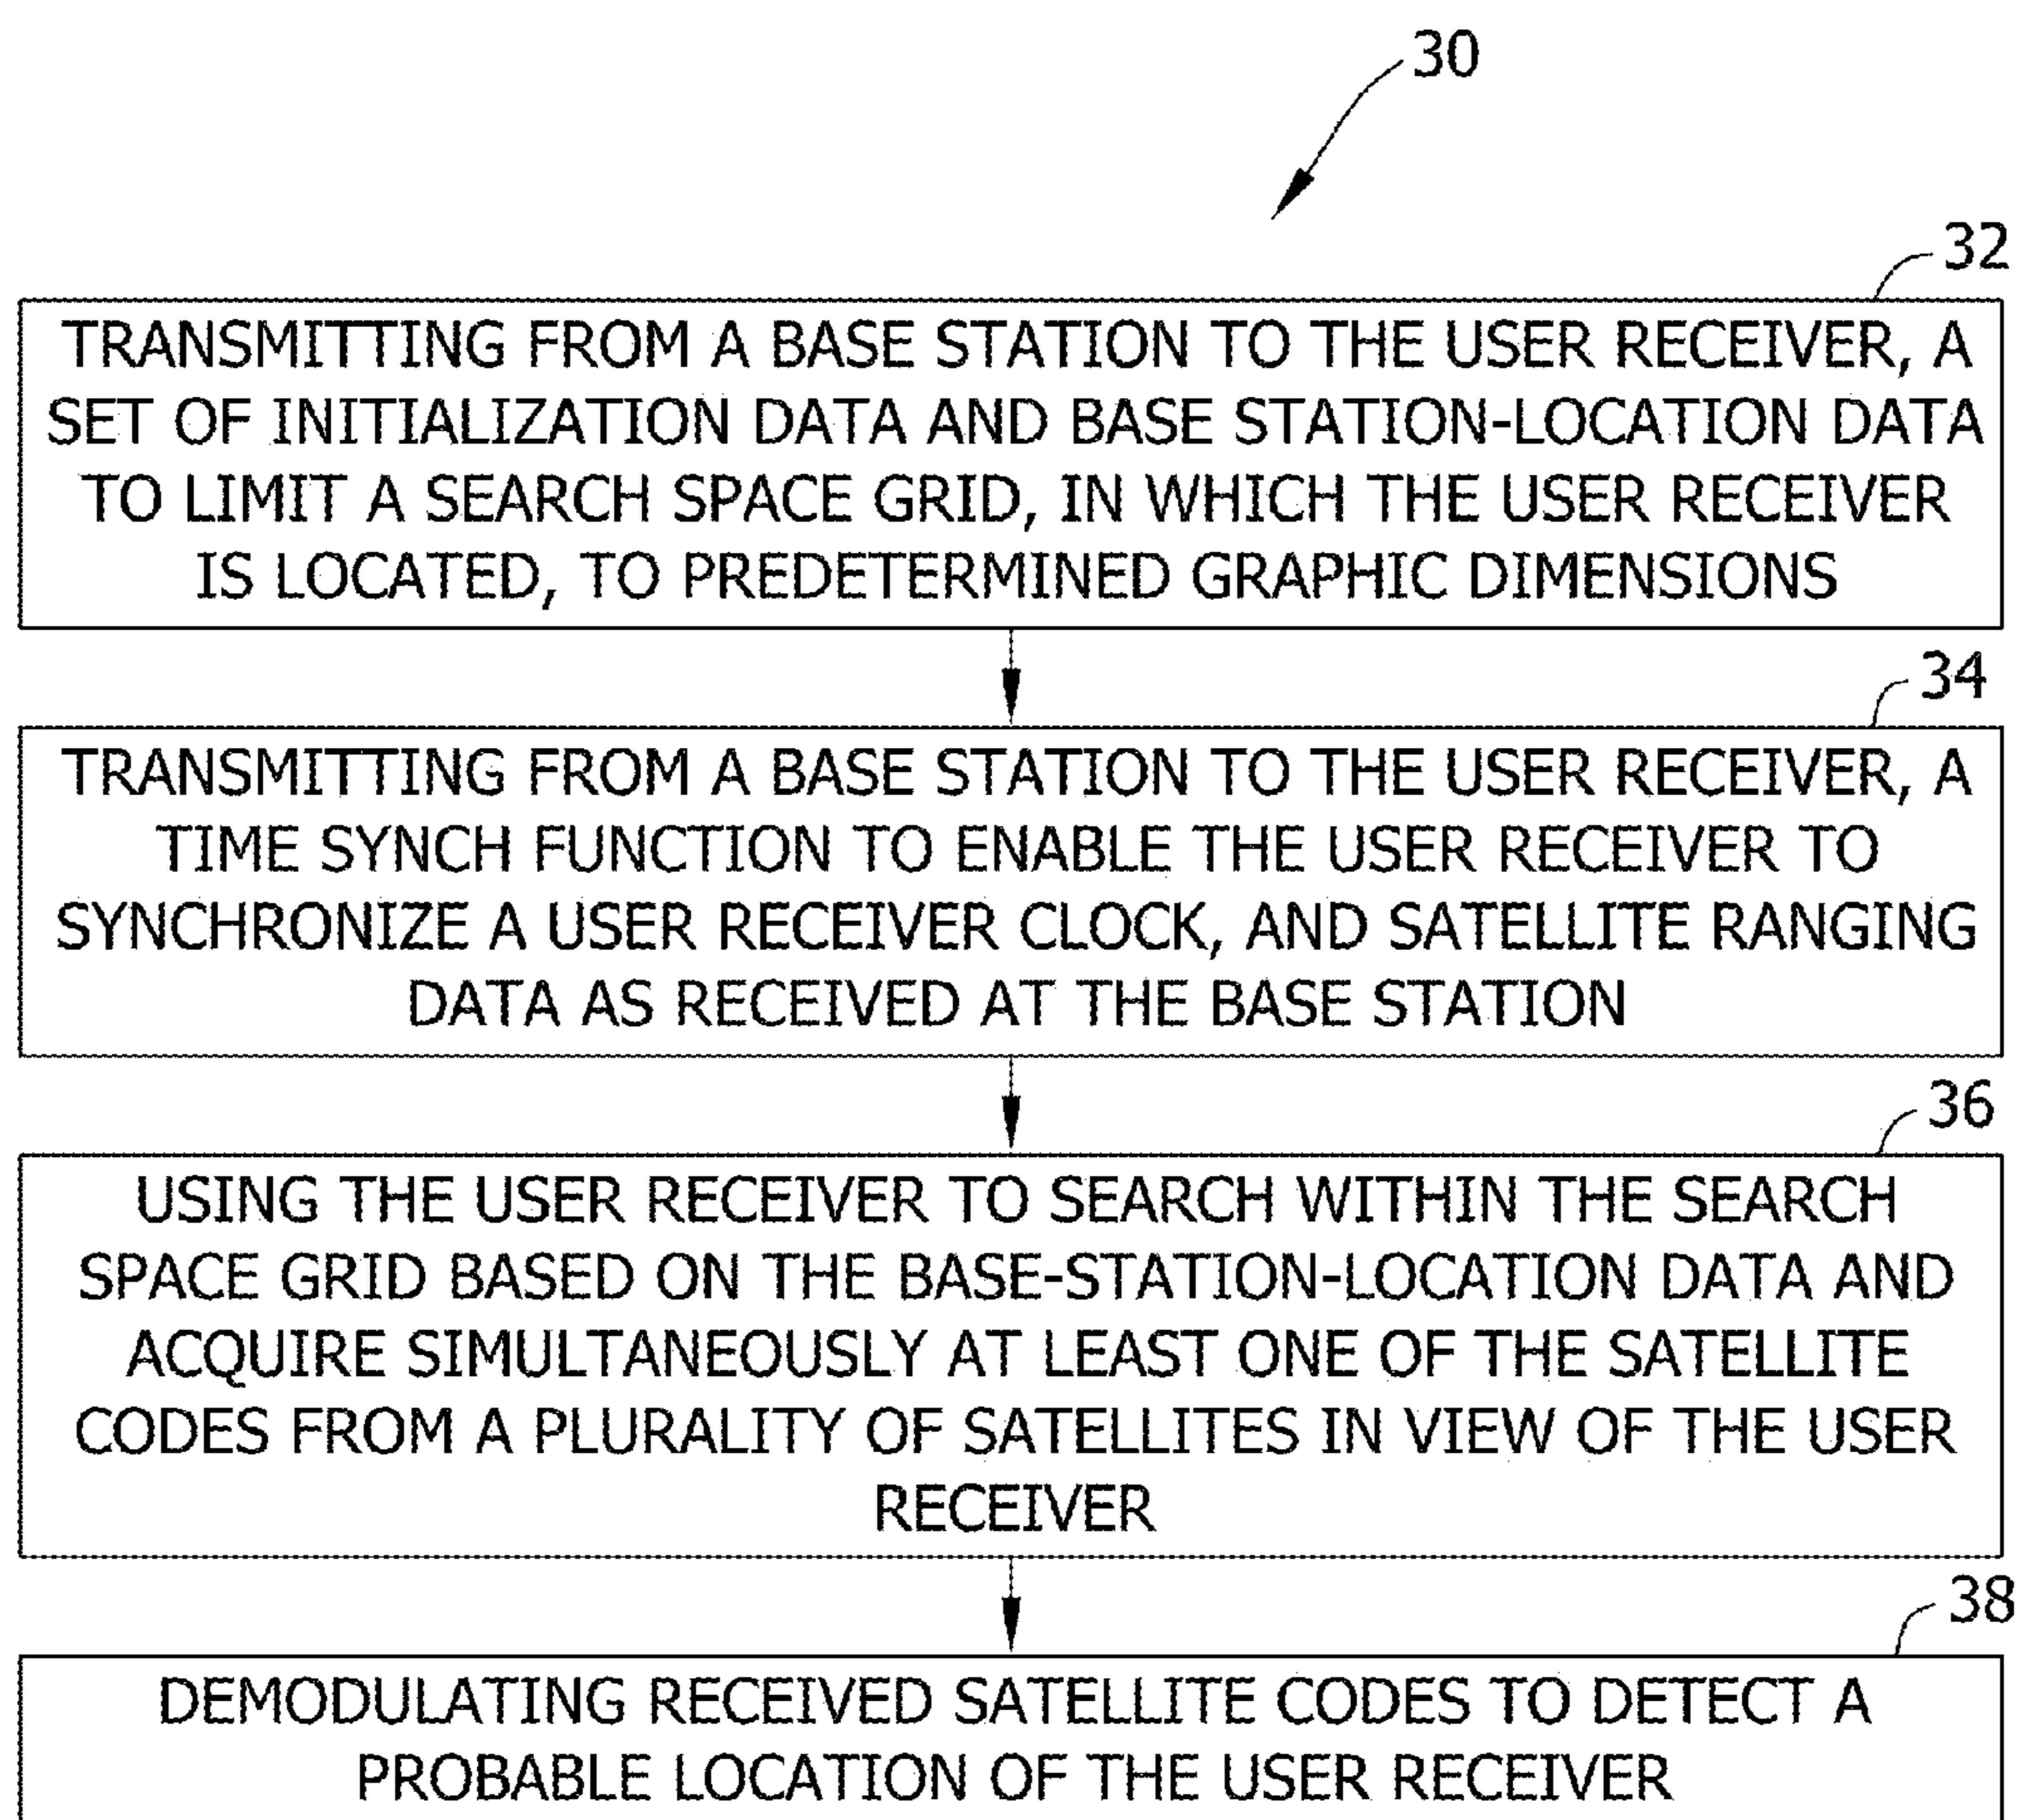 30
32
TRANSMITTING FROM A BASE STATION TO THE USER RECEIVER, A
SET OF INITIALIZATION DATA AND BASE STATION-LOCATION DATA
TO LIMIT A SEARCH SPACE GRID, IN WHICH THE USER RECEIVER
IS LOCATED, TO PREDETERMINED GRAPHIC DIMENSIONS
34
TRANSMITTING FROM A BASE STATION TO THE USER RECEIVER, A
TIME SYNCH FUNCTION TO ENABLE THE USER RECEIVER TO
SYNCHRONIZE A USER RECEIVER CLOCK, AND SATELLITE RANGING
DATA AS RECEIVED AT THE BASE STATION
36
USING THE USER RECEIVER TO SEARCH WITHIN THE SEARCH
SPACE GRID BASED ON THE BASE-STATION-LOCATION DATA AND
ACQUIRE SIMULTANEOUSLY AT LEAST ONE OF THE SATELLITE
CODES FROM A PLURALITY OF SATELLITES IN VIEW OF THE USER
RECEIVER
38
DEMODULATING RECEIVED SATELLITE CODES TO DETECT A
PROBABLE LOCATION OF THE USER RECEIVER